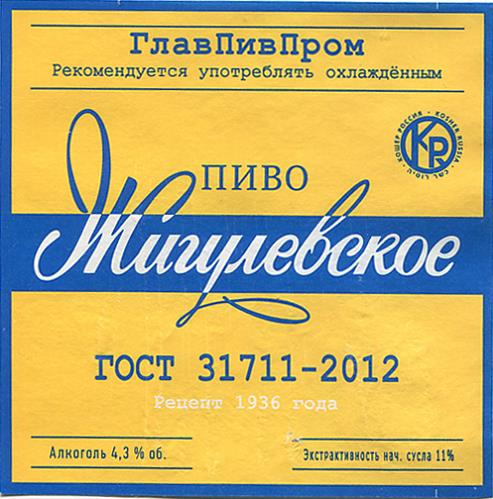 ГлавПивПром
Рекомендуется употреблять охлаждённым
КОШЕР РОССИЯ - KOSHER RUSSIA -
KR
ПИВО
Жигулевское
ГОСТ 31711-2012
Рецепт 1936 года
Алкоголь 4,3 % об.
Экстрактивность нач. сусла 11%